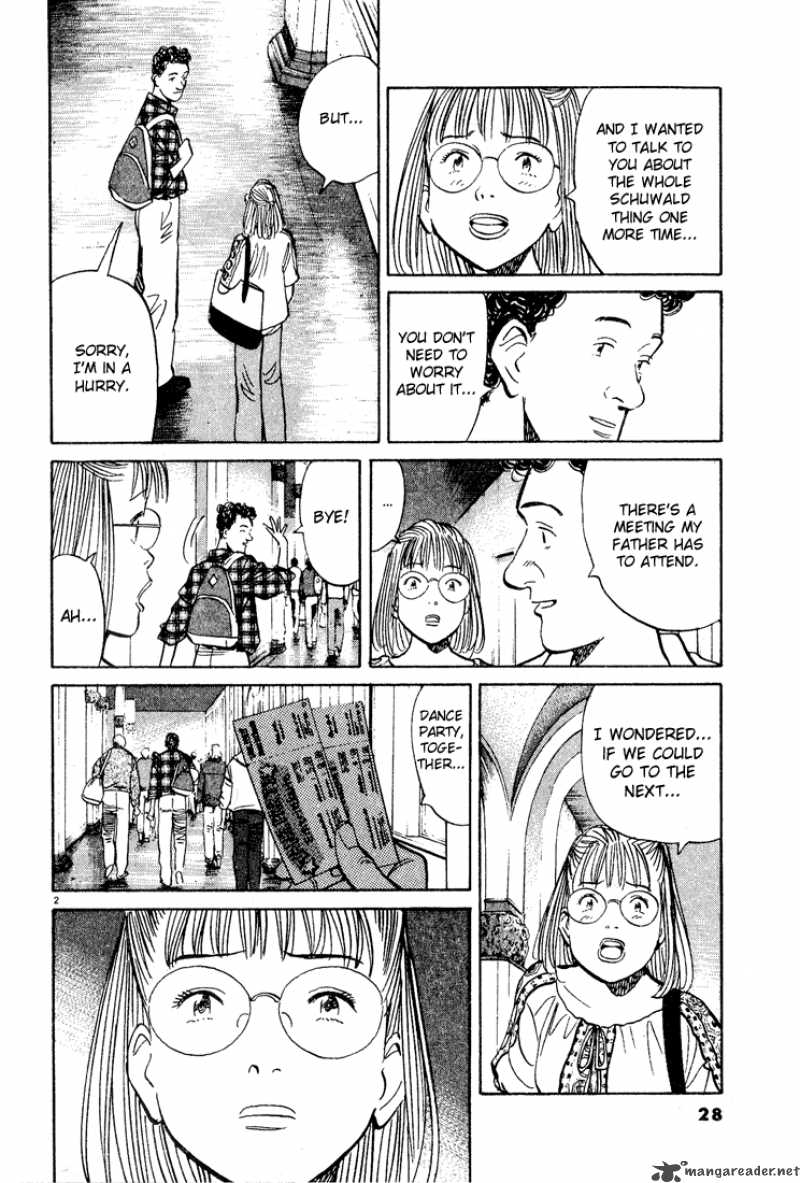 AND I WANTED
TO TALK TO
YOU ABOUT
THE WHOLE
SCHUWALD
THING ONE
MORE TIME...
YOU DON'T
NEED TO
WORRY
ABOUT IT...
BUT...
SORRY,
I'M IN A
HURRY.
THERE'S A
MEETING MY
FATHER HAS
TO ATTEND.
...
BYE!
AH...
I WONDERED...
IF WE COULD
GO TO THE
NEXT...
DANCE
PARTY,
TOGE-
THER...
2
28
mangareader.net